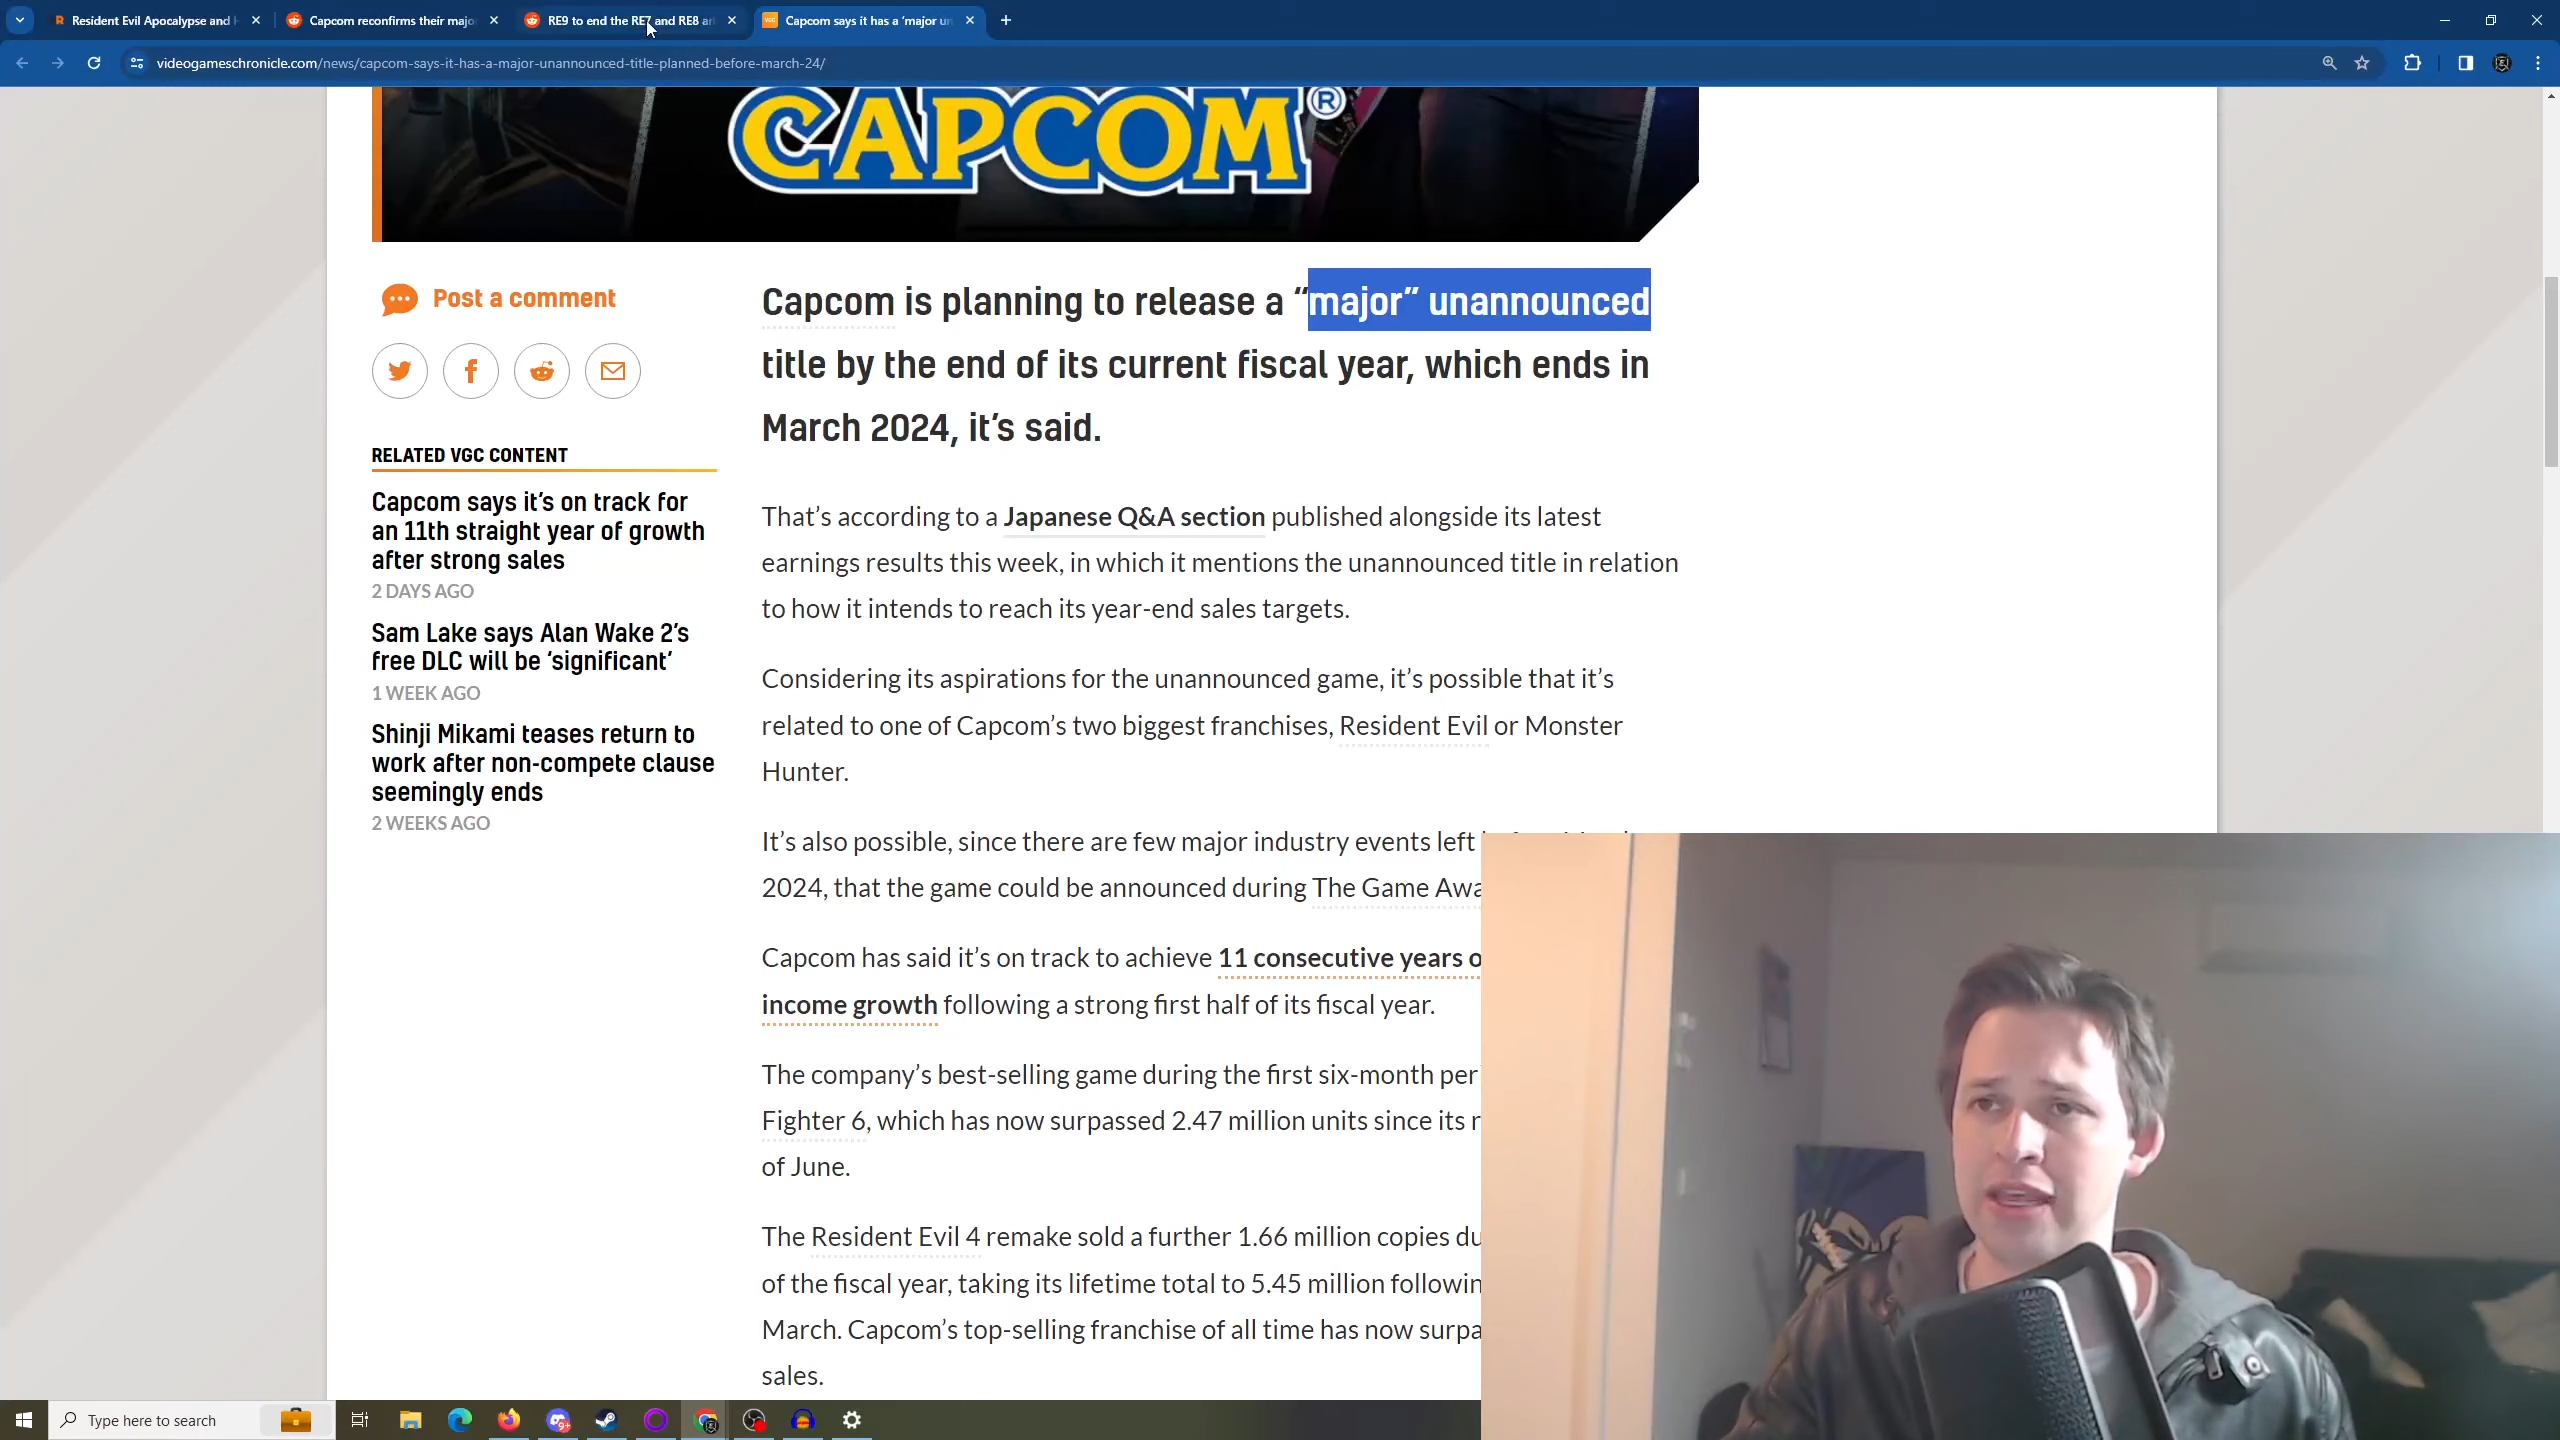 Resident Evil Apocalypse and
Capcom reconfirms their majo
RE9 to end the RE7 and RE8 ar
VGC
Capcom says it has a 'major un
videogameschronicle.com/news/capcom-says-it-has-a-major-unannounced-title-planned-before-march-24/
CAPCOM®
Post a comment
RELATED VGC CONTENT
Capcom says it's on track for
an 11th straight year of growth
after strong sales
2 DAYS AGO
Sam Lake says Alan Wake 2's
free DLC will be 'significant'
1 WEEK AGO
Shinji Mikami teases return to
work after non-compete clause
seemingly ends
2 WEEKS AGO
Capcom is planning to release a “major” unannounced
title by the end of its current fiscal year, which ends in
March 2024, it’s said.
That’s according to a Japanese Q&A section published alongside its latest
earnings results this week, in which it mentions the unannounced title in relation
to how it intends to reach its year-end sales targets.
Considering its aspirations for the unannounced game, it’s possible that it’s
related to one of Capcom’s two biggest franchises, Resident Evil or Monster
Hunter.
It’s also possible, since there are few major industry events left
2024, that the game could be announced during The Game Awa
Capcom has said it’s on track to achieve 11 consecutive years o
income growth following a strong first half of its fiscal year.
The company’s best-selling game during the first six-month per
Fighter 6, which has now surpassed 2.47 million units since its r
of June.
The Resident Evil 4 remake sold a further 1.66 million copies du
of the fiscal year, taking its lifetime total to 5.45 million followin
March. Capcom’s top-selling franchise of all time has now surpa
sales.
Type here to search
9+